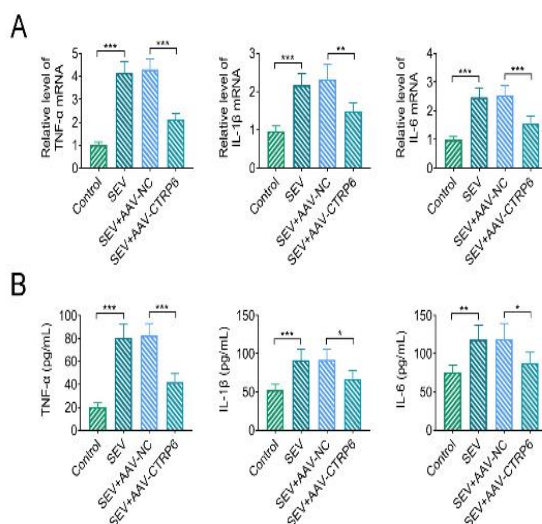 A
Relative level of
TNF-α mRNA
5
4
3
2
1
0
***
***
Control
SEV
SEV+AAV-NC
SEV+AAV-CTRP6
Relative level of
IL-1β mRNA
3
2
1
0
***
**
Control
SEV
SEV+AAV-NC
SEV+AAV-CTRP6
Relative level of
IL-6 mRNA
4
3
2
1
0
***
***
Control
SEV
SEV+AAV-NC
SEV+AAV-CTRP6
B
TNF-α (pg/mL)
100
80
60
40
20
0
***
***
Control
SEV
SEV+AAV-NC
SEV+AAV-CTRP6
IL-1β (pg/mL)
150
100
50
0
***
*
Control
SEV
SEV+AAV-NC
SEV+AAV-CTRP6
IL-6 (pg/mL)
150
100
50
0
**
*
Control
SEV
SEV+AAV-NC
SEV+AAV-CTRP6